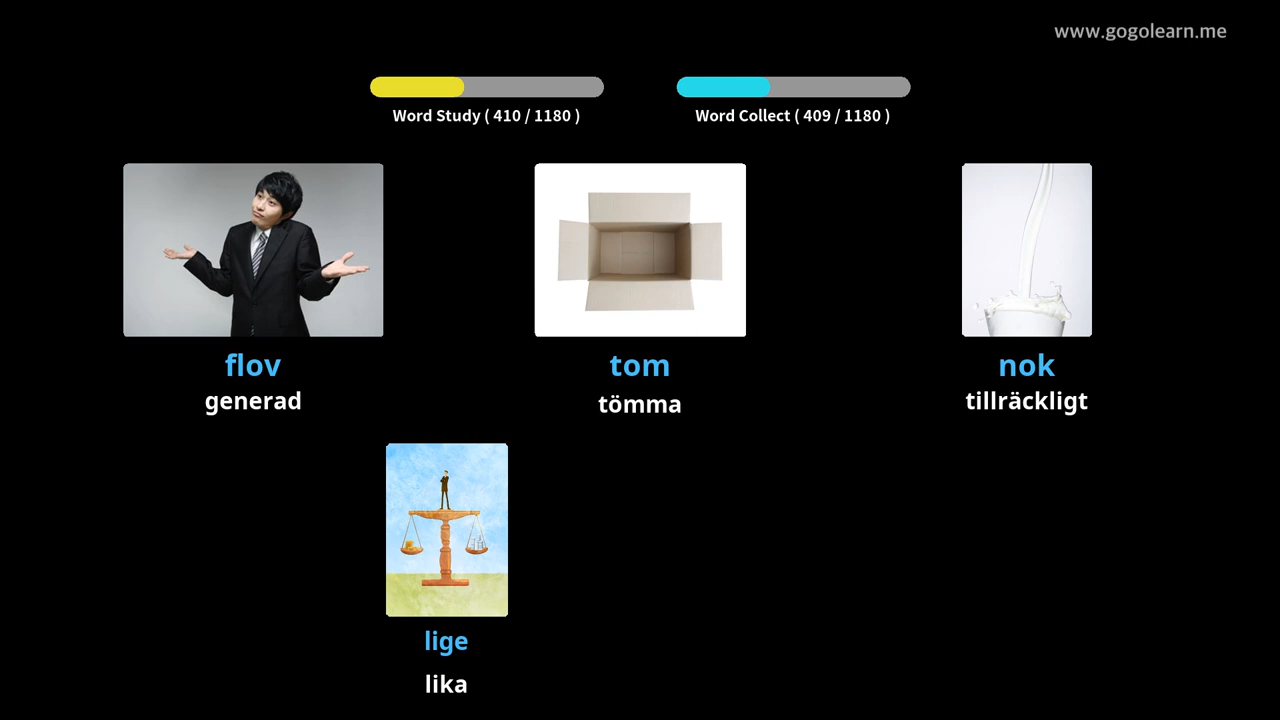 www.gogolearn.me
Word Study ( 410 / 1180 )
Word Collect ( 409 / 1180 )
flov
generad
tom
tömma
nok
tillräckligt
lige
lika